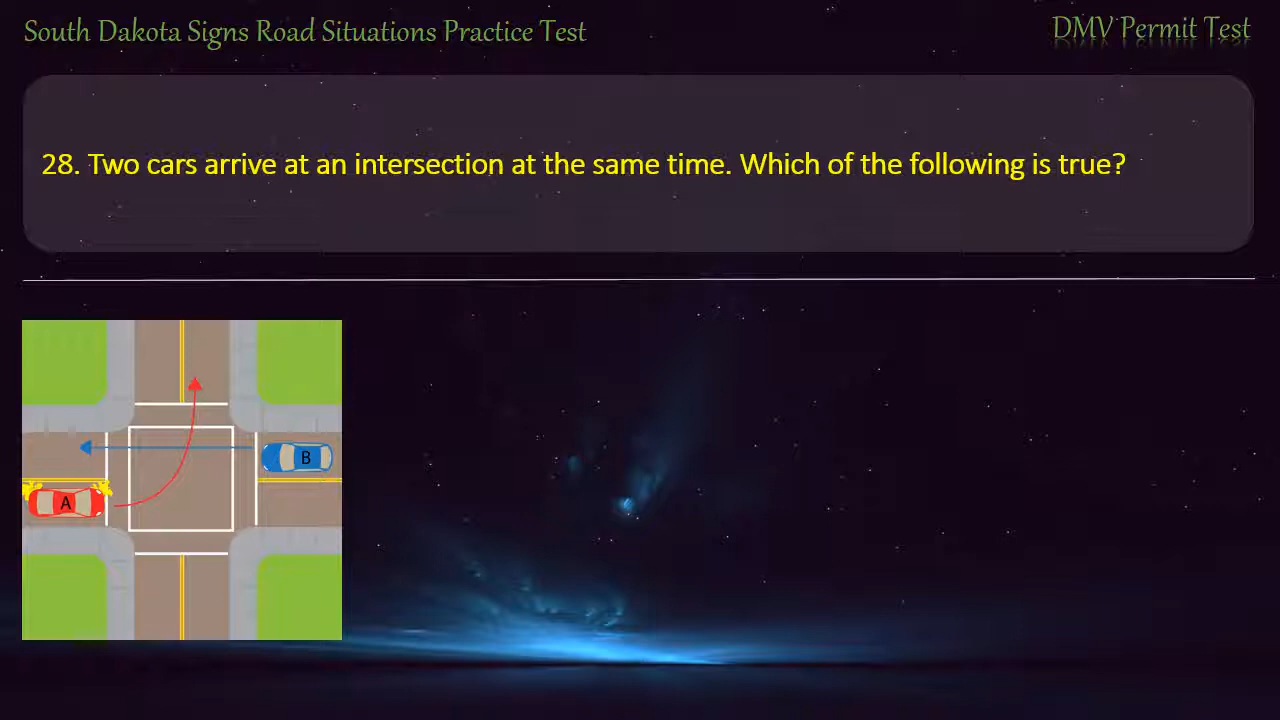 South Dakota Signs Road Situations Practice Test
DMV Permit Test
28. Two cars arrive at an intersection at the same time. Which of the following is true?
B
A